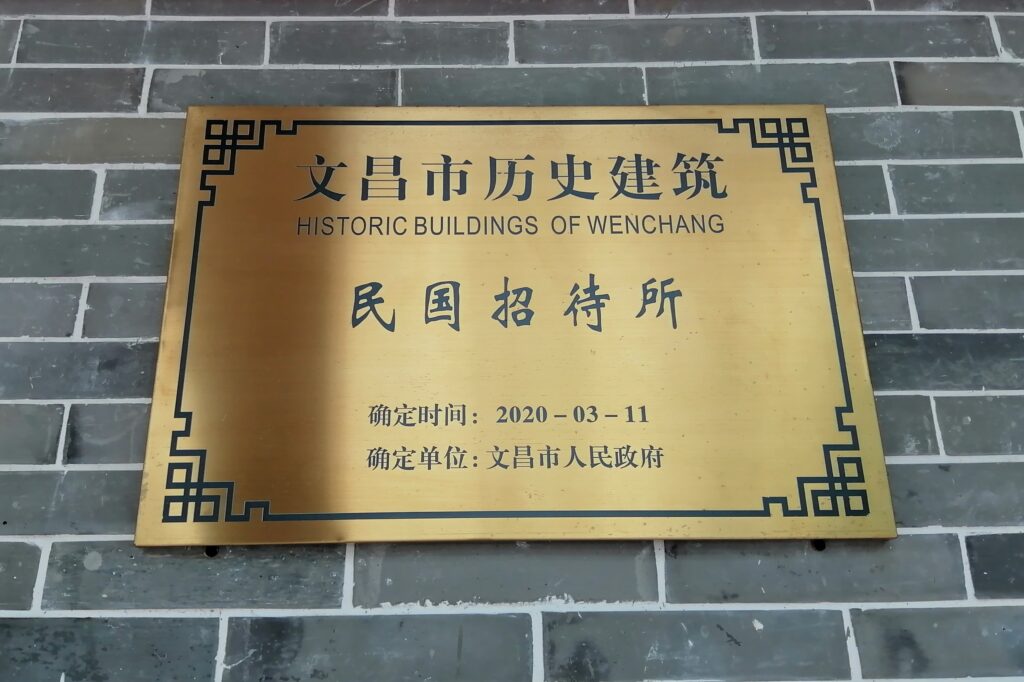 文昌市历史建筑
HISTORIC BUILDINGS OF WENCHANG
民国招待所
确定时间：2020-03-11
确定单位：文昌市人民政府